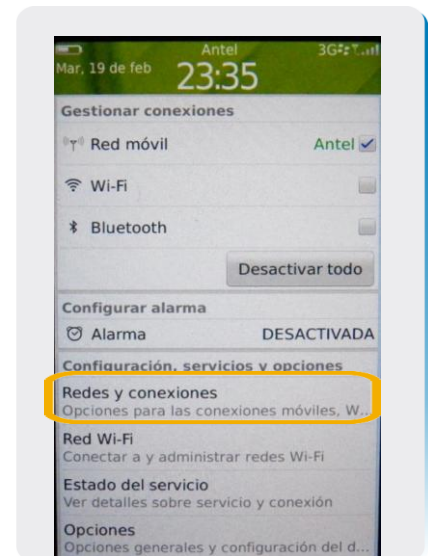 Antel
3G
Mar, 19 de feb
23:35
Gestionar conexiones
Red móvil
Antel
Wi-Fi
Bluetooth
Desactivar todo
Configurar alarma
Alarma
DESACTIVADA
Configuración, servicios y opciones
Redes y conexiones
Opciones para las conexiones móviles, W...
Red Wi-Fi
Conectar a y administrar redes Wi-Fi
Estado del servicio
Ver detalles sobre servicio y conexión
Opciones
Opciones generales y configuración del d...